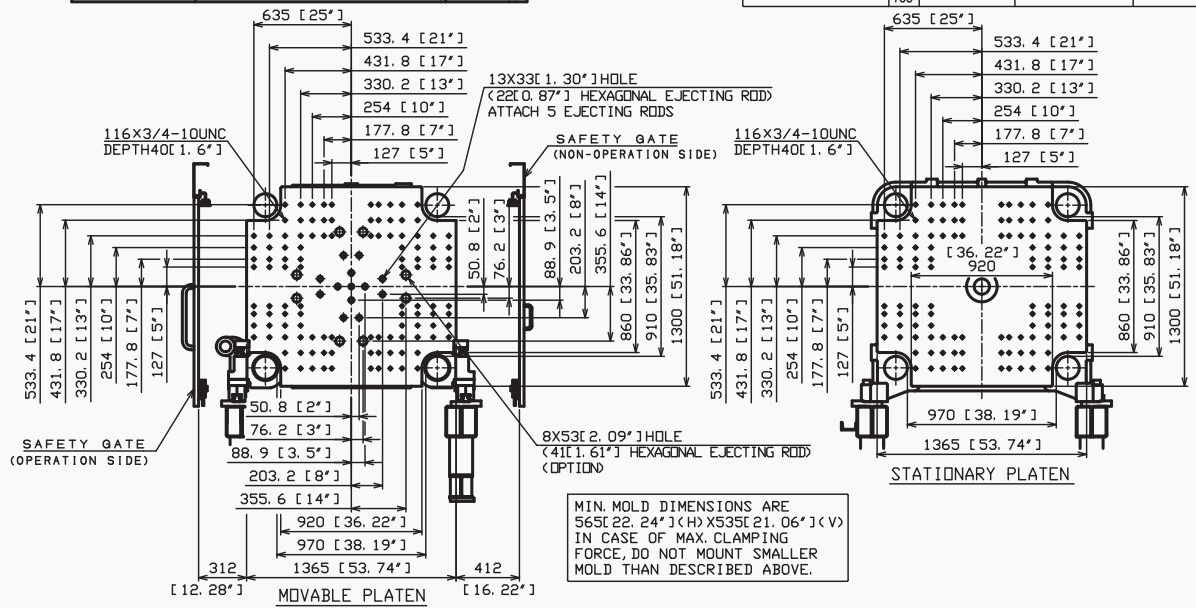 635 [25"]
533.4 [21"]
431.8 [17"]
330.2 [13"]
254 [10"]
177.8 [7"]
127 [5"]
116X3/4-10UNC
DEPTH40[1.6"]
13X33[1.30"]HOLE
(22[0.87"] HEXAGONAL EJECTING ROD)
ATTACH 5 EJECTING RODS
SAFETY GATE
(NON-OPERATION SIDE)
533.4 [21"]
431.8 [17"]
330.2 [13"]
254 [10"]
177.8 [7"]
127 [5"]
50.8 [2"]
76.2 [3"]
88.9 [3.5"]
203.2 [8"]
355.6 [14"]
860 [33.86"]
910 [35.83"]
1300 [51.18"]
SAFETY GATE
(OPERATION SIDE)
50.8 [2"]
76.2 [3"]
88.9 [3.5"]
203.2 [8"]
355.6 [14"]
920 [36.22"]
970 [38.19"]
312
[12.28"]
1365 [53.74"]
412
[16.22"]
MOVABLE PLATEN
8X53[2.09"]HOLE
(41[1.61"] HEXAGONAL EJECTING ROD)
(OPTION)
MIN. MOLD DIMENSIONS ARE
565[22.24"](H)X535[21.06"](V)
IN CASE OF MAX. CLAMPING
FORCE, DO NOT MOUNT SMALLER
MOLD THAN DESCRIBED ABOVE.
635 [25"]
533.4 [21"]
431.8 [17"]
330.2 [13"]
254 [10"]
177.8 [7"]
127 [5"]
116X3/4-10UNC
DEPTH40[1.6"]
533.4 [21"]
431.8 [17"]
330.2 [13"]
254 [10"]
177.8 [7"]
127 [5"]
[36.22"]
920
860 [33.86"]
910 [35.83"]
1300 [51.18"]
970 [38.19"]
1365 [53.74"]
STATIONARY PLATEN